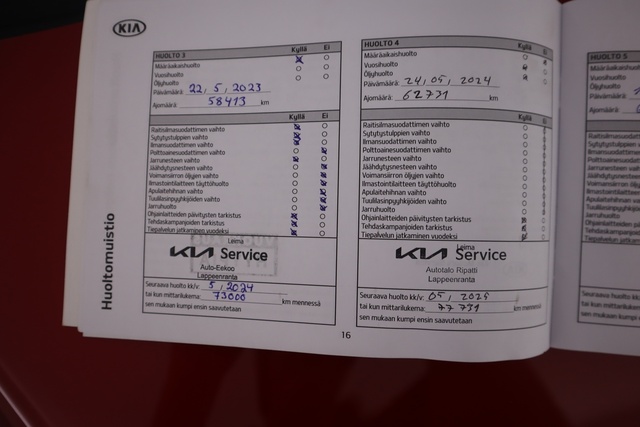 KIA
Huoltomuistio
HUOLTO 3 Kyllä Ei
Määräaikaishuolto
Vuosihuolto
Öljyhuolto
Päivämäärä: 22, 5, 2023
Ajomäärä: 58413 km
Kyllä Ei
Raitisilmasuodattimen vaihto
Sytytystulppien vaihto
Ilmansuodattimen vaihto
Polttoainesuodattimen vaihto
Jarrunesteen vaihto
Jäähdytysnesteen vaihto
Voimansiirron öljyjen vaihto
Ilmastointilaitteen täyttöhuolto
Apulaitehihnan vaihto
Tuulilasinpyyhkijöiden vaihto
Jarruhuolto
Ohjainlaitteiden päivitysten tarkistus
Tehdaskampanjoiden tarkistus
Tiepalvelun jatkaminen vuodeksi
Leima
KIA Service
Auto-Eskoo
Lappeenranta
Seuraava huolto kk/v: 5, 2024
tai kun mittarilukema: 73000 km mennessä
sen mukaan kumpi ensin saavutetaan
HUOLTO 4 Kyllä Ei
Määräaikaishuolto
Vuosihuolto
Öljyhuolto
Päivämäärä: 24, 05, 2024
Ajomäärä: 62731 km
Kyllä Ei
Raitisilmasuodattimen vaihto
Sytytystulppien vaihto
Ilmansuodattimen vaihto
Polttoainesuodattimen vaihto
Jarrunesteen vaihto
Jäähdytysnesteen vaihto
Voimansiirron öljyjen vaihto
Ilmastointilaitteen täyttöhuolto
Apulaitehihnan vaihto
Tuulilasinpyyhkijöiden vaihto
Jarruhuolto
Ohjainlaitteiden päivitysten tarkistus
Tehdaskampanjoiden tarkistus
Tiepalvelun jatkaminen vuodeksi
Leima
KIA Service
Autotalo Ripatti
Lappeenranta
Seuraava huolto kk/v: 05, 2025
tai kun mittarilukema: 77731 km mennessä
sen mukaan kumpi ensin saavutetaan
16
HUOLTO 5
Määräaikaishuolto
Vuosihuolto
Öljyhuolto